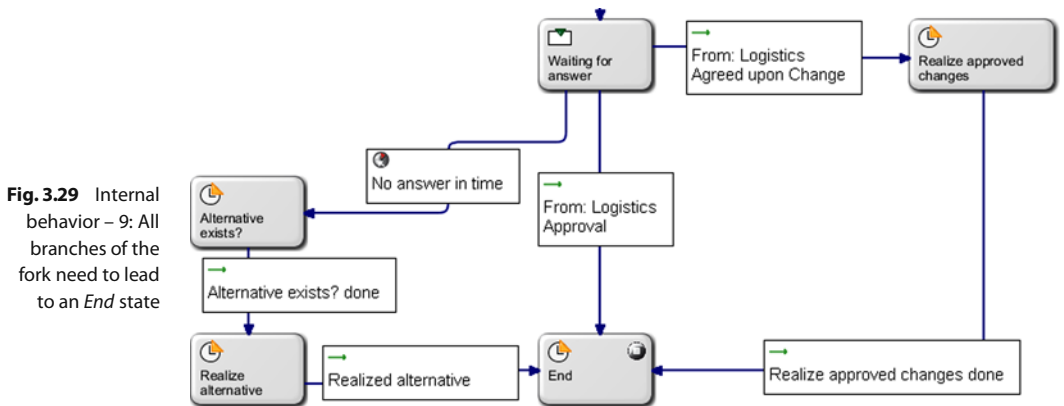 Waiting for
answer
From: Logistics
Agreed upon Change
Realize approved
changes
No answer in time
Fig. 3.29 Internal
behavior – 9: All
branches of the
fork need to lead
to an End state
Alternative
exists?
From: Logistics
Approval
Alternative exists? done
Realize
alternative
Realized alternative
End
Realize approved changes done